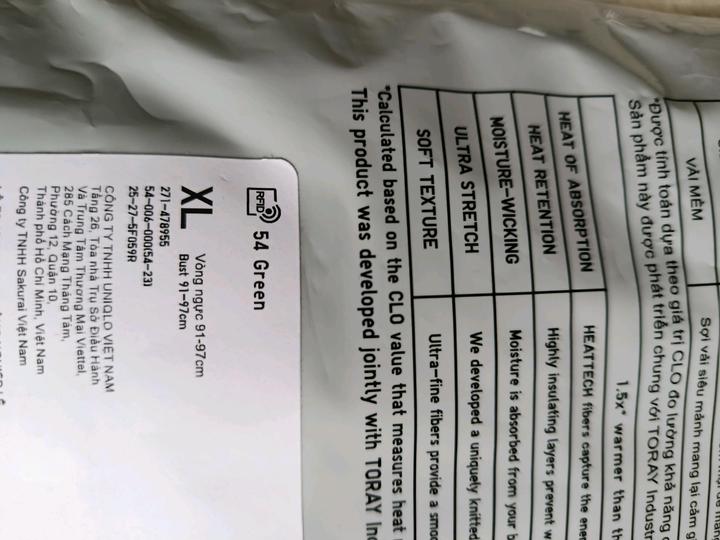 1.5x* warmer than th
HEAT OF ABSORPTION HEATTECH fibers capture the ener
HEAT RETENTION Highly insulating layers prevent w
MOISTURE-WICKING Moisture is absorbed from your b
ULTRA STRETCH We developed a uniquely knitted
SOFT TEXTURE Ultra-fine fibers provide a smoo
*Calculated based on the CLO value that measures heat
This product was developed jointly with TORAY Inc
VẢI MỀM Sợi vải siêu mảnh mang lại cảm gi
*Được tính toán dựa theo giá trị CLO đo lường khả năng
Sản phẩm này được phát triển chung với TORAY Industr
RFID 54 Green
XL Vòng ngực 91-97cm
Bust 91-97cm
271-478955
54-006-000(54-23)
25-27-5F059R
CÔNG TY TNHH UNIQLO VIỆT NAM
Tầng 26, Tòa nhà Trụ Sở Điều Hành
Và Trung Tâm Thương Mại Viettel,
285 Cách Mạng Tháng Tám,
Phường 12, Quận 10,
Thành phố Hồ Chí Minh, Việt Nam
Công ty TNHH Sakurai Việt Nam